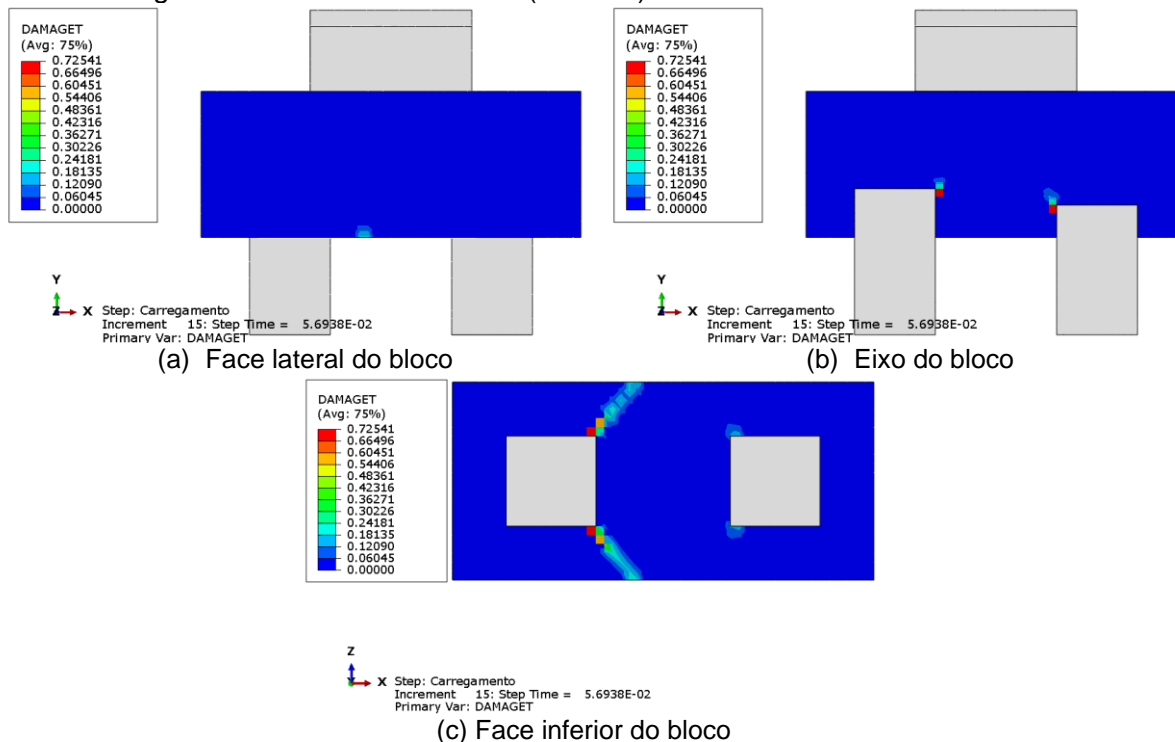 DAMAGET
(Avg: 75%)
0.72541
0.66496
0.60451
0.54406
0.48361
0.42316
0.36271
0.30226
0.24181
0.18135
0.12090
0.06045
0.00000
Y
Z X
Step: Carregamento
Increment 15: Step Time = 5.6938E-02
Primary Var: DAMAGET
(a) Face lateral do bloco
DAMAGET
(Avg: 75%)
0.72541
0.66496
0.60451
0.54406
0.48361
0.42316
0.36271
0.30226
0.24181
0.18135
0.12090
0.06045
0.00000
Y
Z X
Step: Carregamento
Increment 15: Step Time = 5.6938E-02
Primary Var: DAMAGET
(b) Eixo do bloco
DAMAGET
(Avg: 75%)
0.72541
0.66496
0.60451
0.54406
0.48361
0.42316
0.36271
0.30226
0.24181
0.18135
0.12090
0.06045
0.00000
Z
Y X
Step: Carregamento
Increment 15: Step Time = 5.6938E-02
Primary Var: DAMAGET
(c) Face inferior do bloco